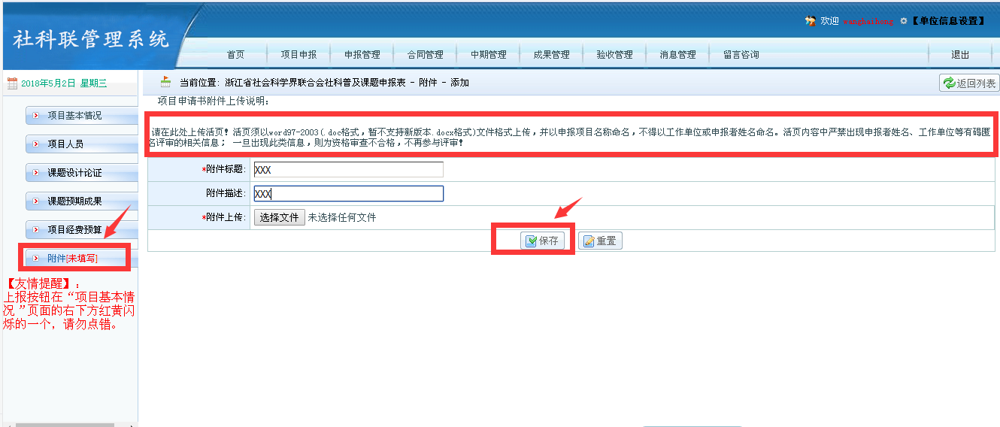 社科联管理系统
欢迎 wanghaihong 【单位信息设置】
首页 项目申报 申报管理 合同管理 中期管理 成果管理 验收管理 消息管理 留言咨询 退出
2018年5月2日 星期三
当前位置: 浙江省社会科学界联合会社科普及课题申报表 - 附件 - 添加
返回列表
项目基本情况
项目人员
课题设计论证
课题预期成果
项目经费预算
附件[未填写]
【友情提醒】:
上报按钮在“项目基本情
况 ”页面的右下方红黄闪
烁的一个, 请勿点错。
项目申请书附件上传说明:
请在此处上传活页! 活页须以word97-2003(.doc格式,暂不支持新版本.docx格式)文件格式上传,并以申报项目名称命名,不得以工作单位或申报者姓名命名。活页内容中严禁出现申报者姓名、工作单位等有碍匿
名评审的相关信息; 一旦出现此类信息,则为资格审查不合格,不再参与评审!
*附件标题: XXX
附件描述: XXX
*附件上传: 选择文件 未选择任何文件
保存 重置